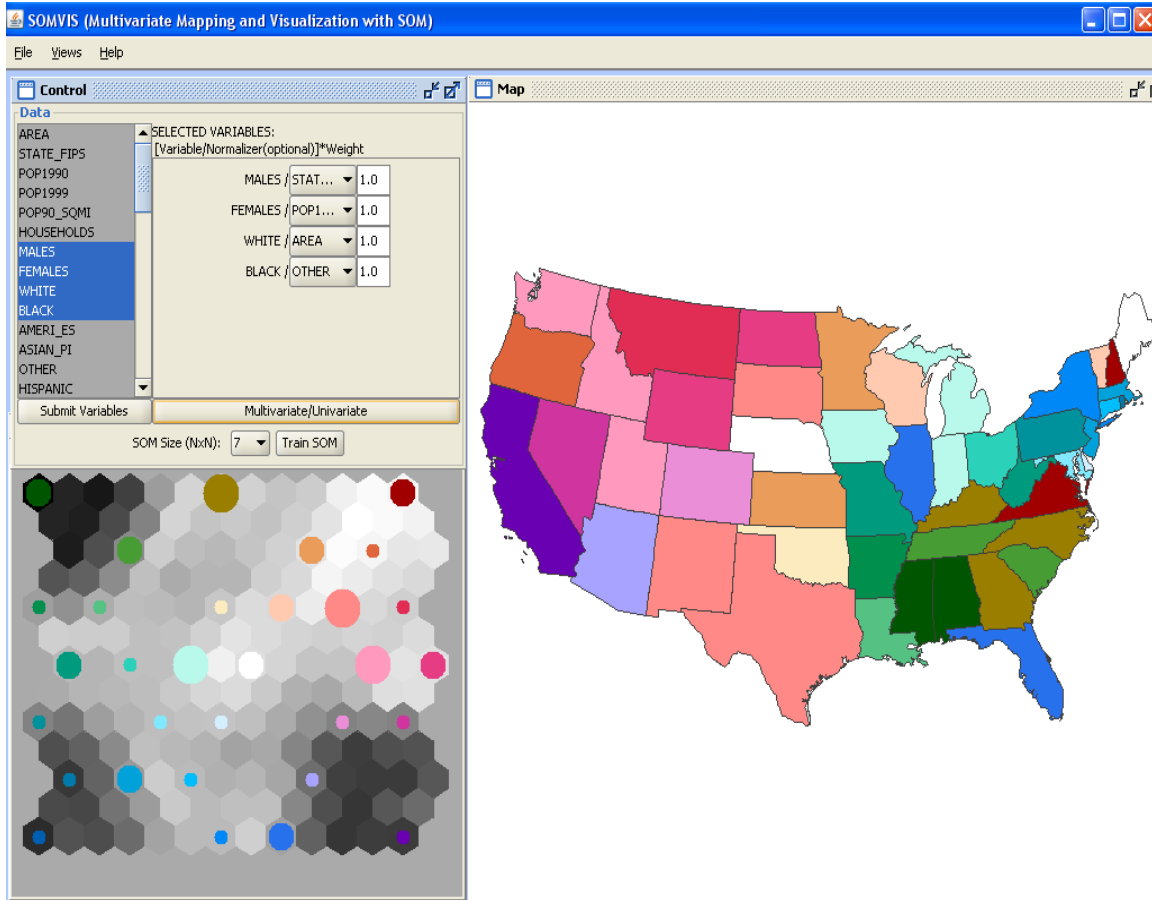 SOMVIS (Multivariate Mapping and Visualization with SOM)
File Views Help
Control
Map
Data
AREA
STATE_FIPS
POP1990
POP1999
POP90_SQMI
HOUSEHOLDS
MALES
FEMALES
WHITE
BLACK
AMERI_ES
ASIAN_PI
OTHER
HISPANIC
SELECTED VARIABLES:
[Variable/Normalizer(optional)]*Weight
MALES / STAT... 1.0
FEMALES / POP1... 1.0
WHITE / AREA 1.0
BLACK / OTHER 1.0
Submit Variables Multivariate/Univariate
SOM Size (NxN): 7 Train SOM